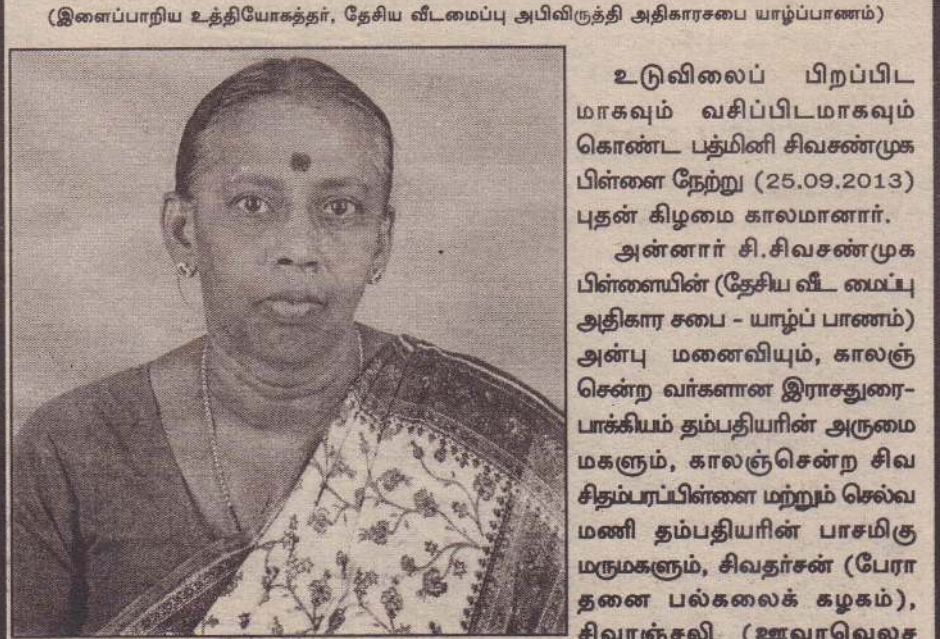 (இளைப்பாறிய உத்தியோகத்தர், தேசிய வீடமைப்பு அபிவிருத்தி அதிகாரசபை யாழ்ப்பாணம்)
உடுவிலைப் பிறப்பிட
மாகவும் வசிப்பிடமாகவும்
கொண்ட பத்மினி சிவசண்முக
பிள்ளை நேற்று (25.09.2013)
புதன் கிழமை காலமானார்.
அன்னார் சி.சிவசண்முக
பிள்ளையின் (தேசிய வீட மைப்பு
அதிகார சபை - யாழ்ப் பாணம்)
அன்பு மனைவியும், காலஞ்
சென்ற வர்களான இராசதுரை-
பாக்கியம் தம்பதியரின் அருமை
மகளும், காலஞ்சென்ற சிவ
சிதம்பரப்பிள்ளை மற்றும் செல்வ
மணி தம்பதியரின் பாசமிகு
மருமகளும், சிவதர்சன் (பேரா
தனை பல்கலைக் கழகம்),
சிவாஞ்சலி (ஊவாவெலச